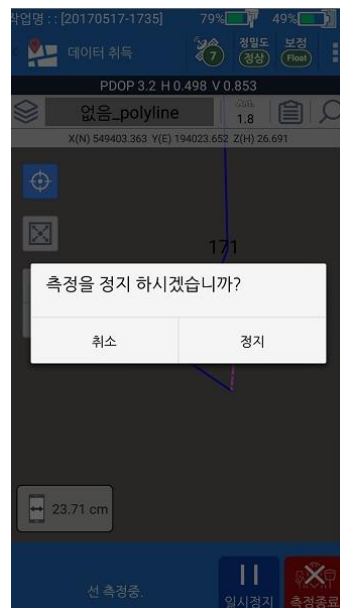 작업명 : : [20170517-1735] 79% 49%
데이터 취득 7 정밀도 정상 보정 Float
PDOP 3.2 H 0.498 V 0.853
없음_polyline Ant. 1.8
X(N) 549403.363 Y(E) 194023.652 Z(H) 26.691
171
측정을 정지 하시겠습니까?
취소 정지
23.71 cm
선 측정중.
일시정지 측정종료